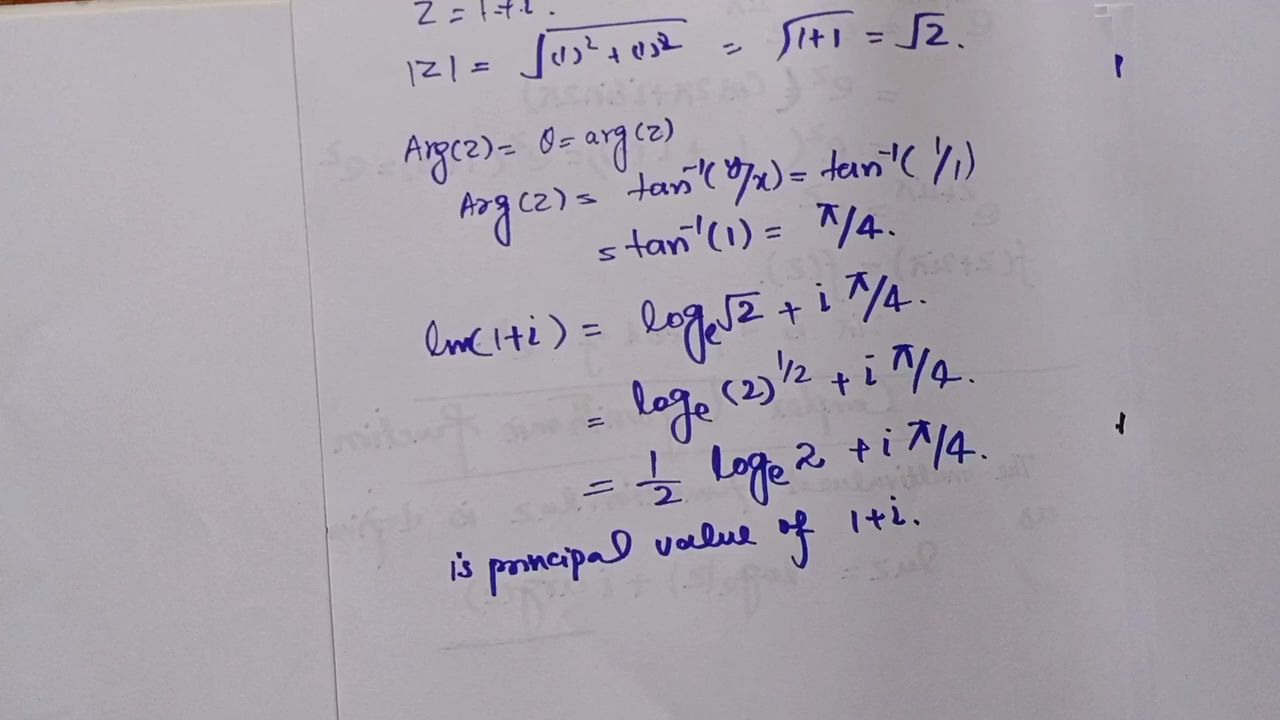 z = 1+i.
|z| = √(1)² + (1)² = √1+1 = √2.
Arg(z) = θ = arg(z)
Arg(z) = tan⁻¹(y/x) = tan⁻¹(1/1)
= tan⁻¹(1) = π/4.
ln(1+i) = logₑ√2 + i π/4.
= logₑ (2)^1/2 + i π/4.
= 1/2 logₑ 2 + i π/4.
is principal value of 1+i.